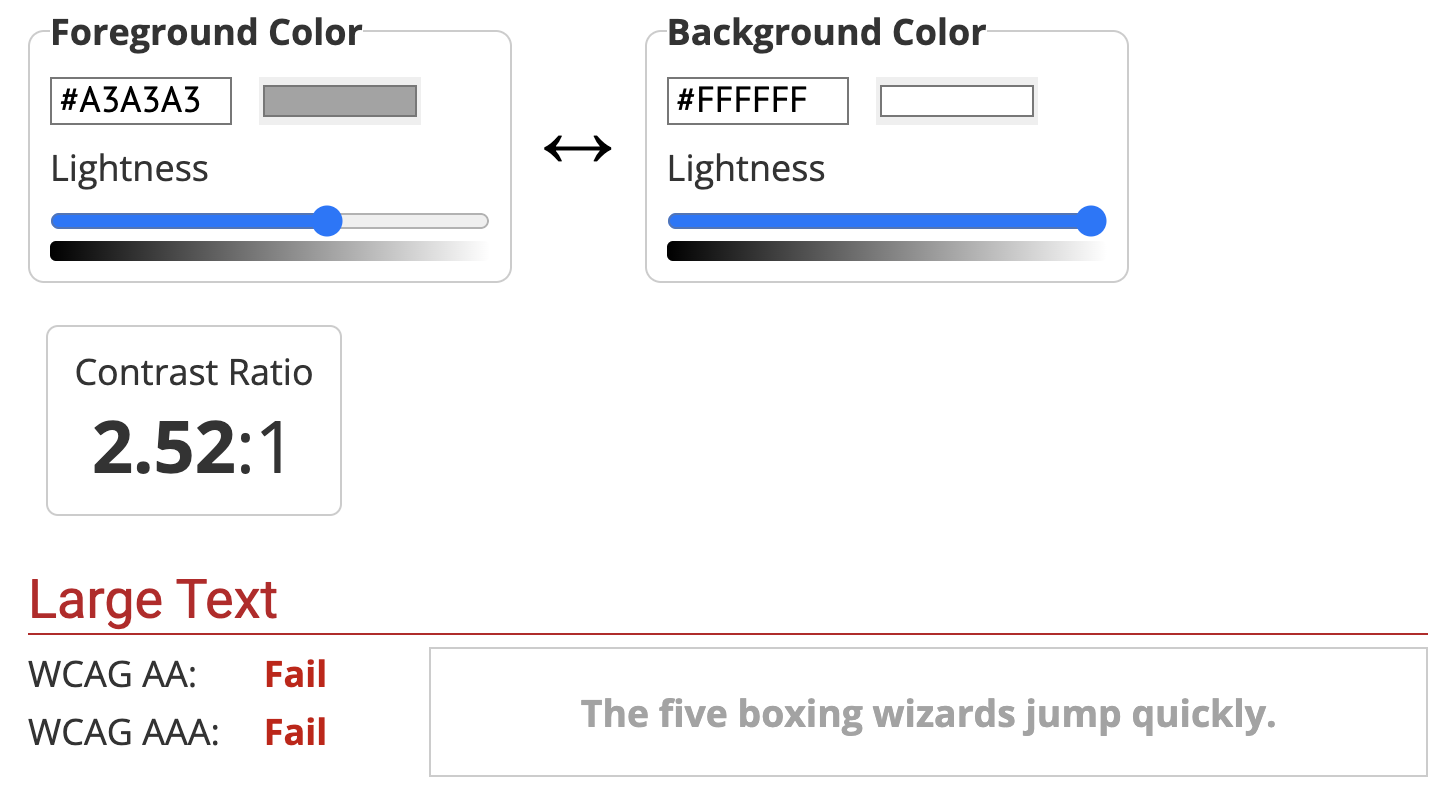 Foreground Color
#A3A3A3
Lightness
Background Color
#FFFFFF
Lightness
Contrast Ratio
2.52:1
Large Text
WCAG AA: Fail
WCAG AAA: Fail
The five boxing wizards jump quickly.